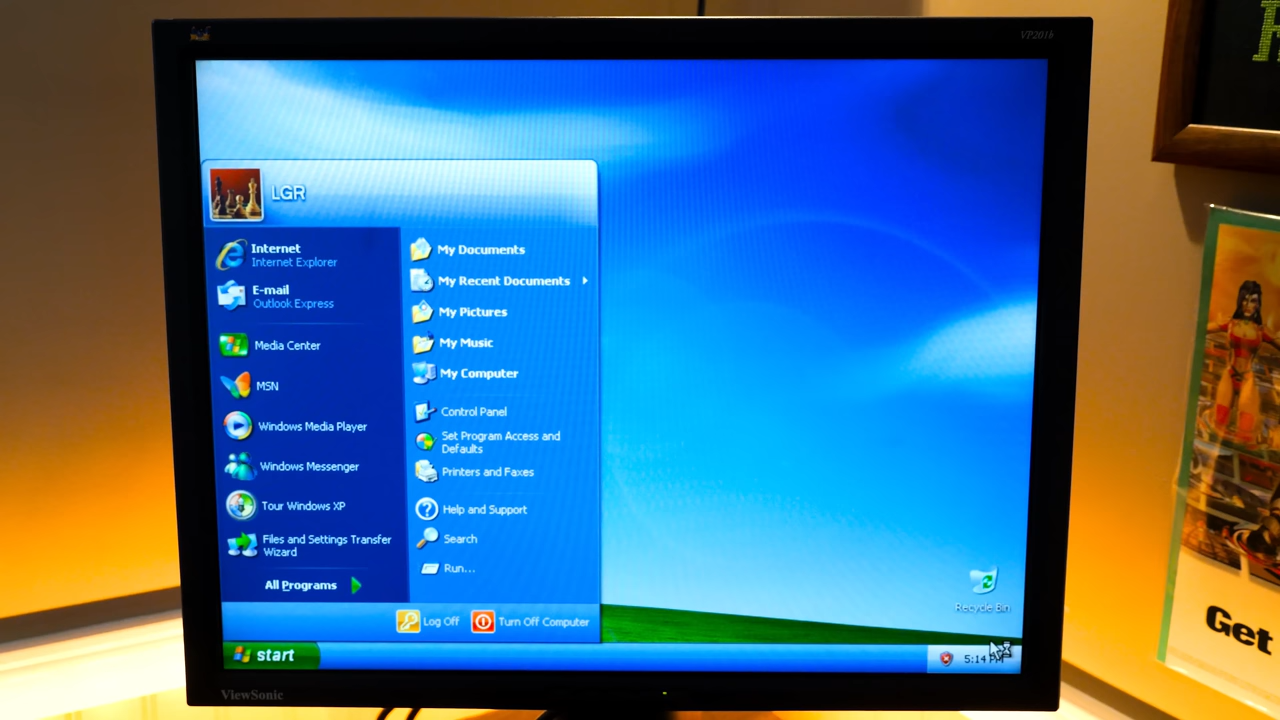 VP201b
LGR
Internet
Internet Explorer
E-mail
Outlook Express
Media Center
MSN
Windows Media Player
Windows Messenger
Tour Windows XP
Files and Settings Transfer
Wizard
All Programs
My Documents
My Recent Documents
My Pictures
My Music
My Computer
Control Panel
Set Program Access and
Defaults
Printers and Faxes
Help and Support
Search
Run...
Log Off
Turn Off Computer
Recycle Bin
start
5:14 PM
ViewSonic
Get